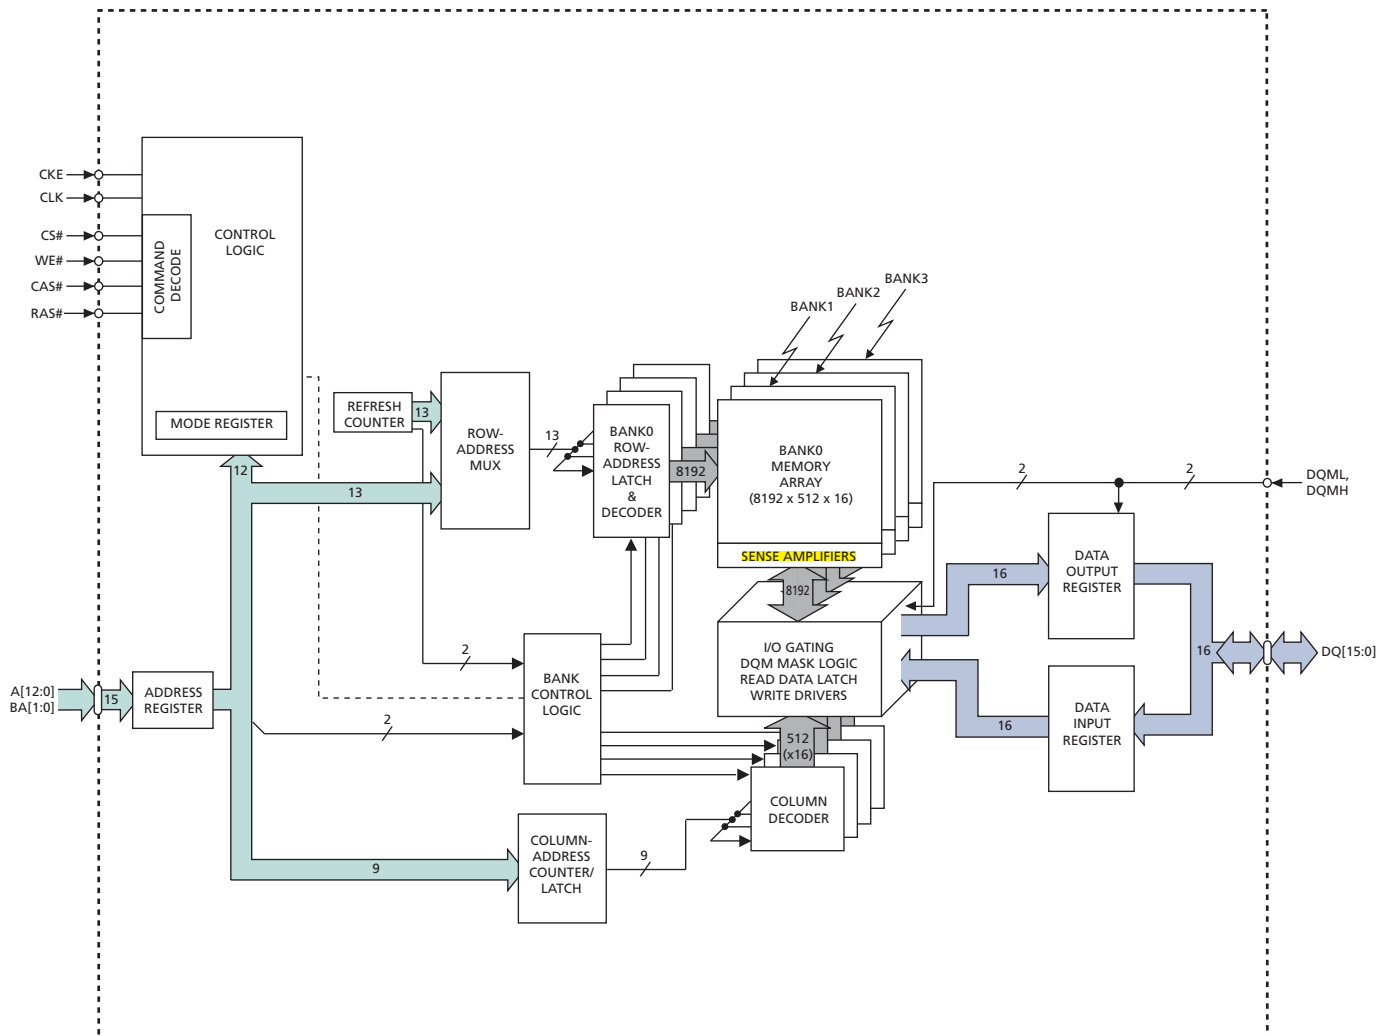 CKE
CLK
CS#
WE#
CAS#
RAS#
COMMAND
DECODE
CONTROL
LOGIC
MODE REGISTER
12
13
REFRESH
COUNTER
13
ROW-
ADDRESS
MUX
13
BANK0
ROW-
ADDRESS
LATCH
&
DECODER
8192
BANK1
BANK2
BANK3
BANK0
MEMORY
ARRAY
(8192 x 512 x 16)
SENSE AMPLIFIERS
8192
2
2
DQML,
DQMH
16
DATA
OUTPUT
REGISTER
I/O GATING
DQM MASK LOGIC
READ DATA LATCH
WRITE DRIVERS
16
DQ[15:0]
16
DATA
INPUT
REGISTER
A[12:0]
BA[1:0]
15
ADDRESS
REGISTER
2
2
BANK
CONTROL
LOGIC
512
(x16)
COLUMN
DECODER
9
COLUMN-
ADDRESS
COUNTER/
LATCH
9